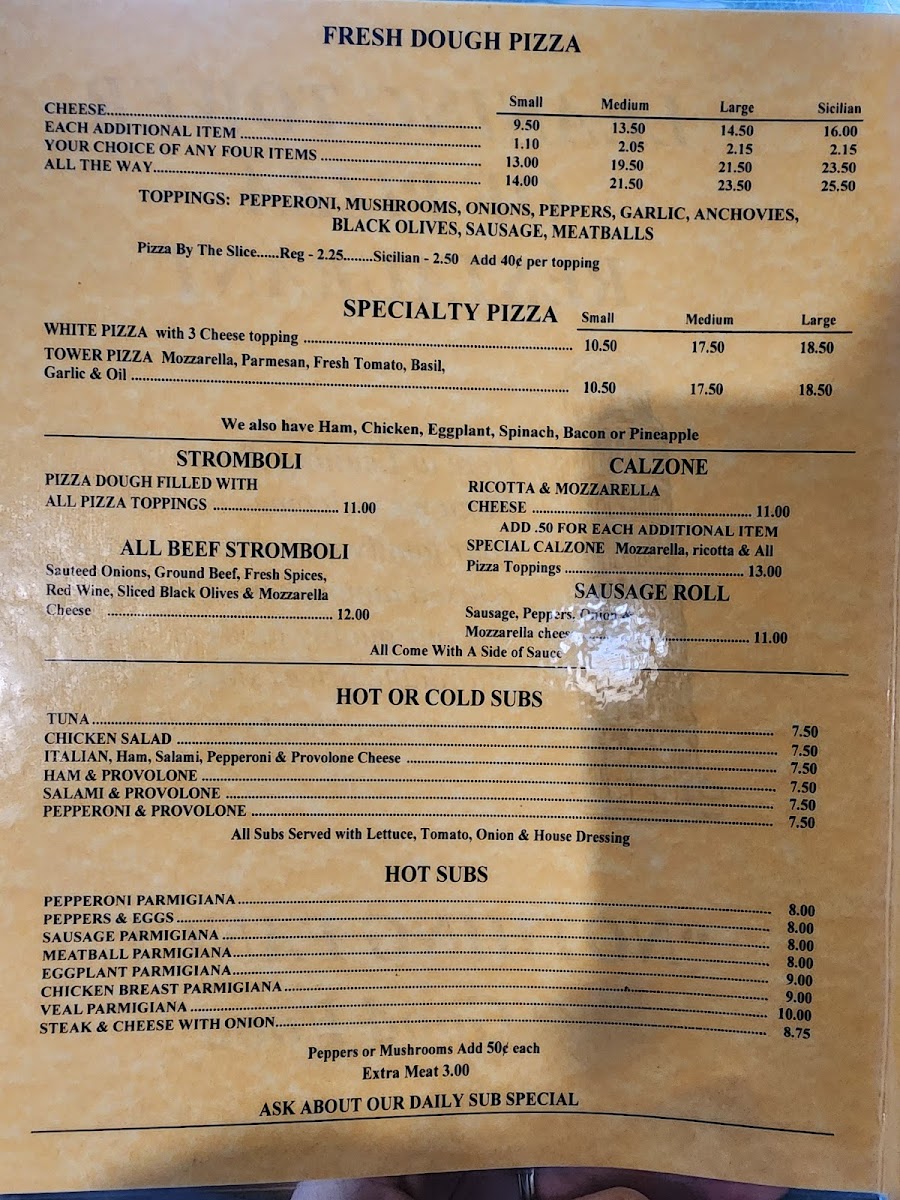 FRESH DOUGH PIZZA
Small Medium Large Sicilian
CHEESE 9.50 13.50 14.50 16.00
EACH ADDITIONAL ITEM 1.10 2.05 2.15 2.15
YOUR CHOICE OF ANY FOUR ITEMS 13.00 19.50 21.50 23.50
ALL THE WAY 14.00 21.50 23.50 25.50
TOPPINGS: PEPPERONI, MUSHROOMS, ONIONS, PEPPERS, GARLIC, ANCHOVIES,
BLACK OLIVES, SAUSAGE, MEATBALLS
Pizza By The Slice......Reg - 2.25........Sicilian - 2.50 Add 40¢ per topping
SPECIALTY PIZZA Small Medium Large
WHITE PIZZA with 3 Cheese topping 10.50 17.50 18.50
TOWER PIZZA Mozzarella, Parmesan, Fresh Tomato, Basil,
Garlic & Oil 10.50 17.50 18.50
We also have Ham, Chicken, Eggplant, Spinach, Bacon or Pineapple
STROMBOLI
PIZZA DOUGH FILLED WITH
ALL PIZZA TOPPINGS 11.00
ALL BEEF STROMBOLI
Sauteed Onions, Ground Beef, Fresh Spices,
Red Wine, Sliced Black Olives & Mozzarella
Cheese 12.00
CALZONE
RICOTTA & MOZZARELLA
CHEESE 11.00
ADD .50 FOR EACH ADDITIONAL ITEM
SPECIAL CALZONE Mozzarella, ricotta & All
Pizza Toppings 13.00
SAUSAGE ROLL
Sausage, Peppers, Onion &
Mozzarella chees 11.00
All Come With A Side of Sauce
HOT OR COLD SUBS
TUNA 7.50
CHICKEN SALAD 7.50
ITALIAN, Ham, Salami, Pepperoni & Provolone Cheese 7.50
HAM & PROVOLONE 7.50
SALAMI & PROVOLONE 7.50
PEPPERONI & PROVOLONE 7.50
All Subs Served with Lettuce, Tomato, Onion & House Dressing
HOT SUBS
PEPPERONI PARMIGIANA 8.00
PEPPERS & EGGS 8.00
SAUSAGE PARMIGIANA 8.00
MEATBALL PARMIGIANA 8.00
EGGPLANT PARMIGIANA 9.00
CHICKEN BREAST PARMIGIANA 9.00
VEAL PARMIGIANA 10.00
STEAK & CHEESE WITH ONION 8.75
Peppers or Mushrooms Add 50¢ each
Extra Meat 3.00
ASK ABOUT OUR DAILY SUB SPECIAL